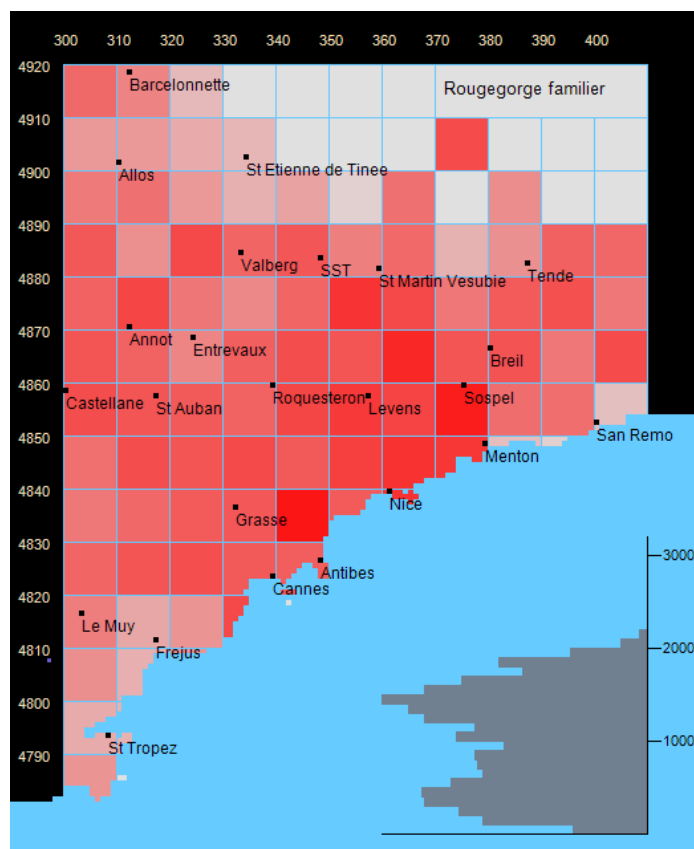 300 310 320 330 340 350 360 370 380 390 400
4920
Rougegorge familier
Barcelonnette
4910
St Etienne de Tinee
Allos
4900
4890
Valberg
SST
St Martin Vesubie
Tende
4880
4870
Annot
Entrevaux
Breil
4860
Castellane
St Auban
Roquesteron
Levens
Sospel
4850
San Remo
Menton
4840
Nice
Grasse
4830
3000
Antibes
Cannes
4820
Le Muy
4810
Frejus
2000
4800
St Tropez
1000
4790